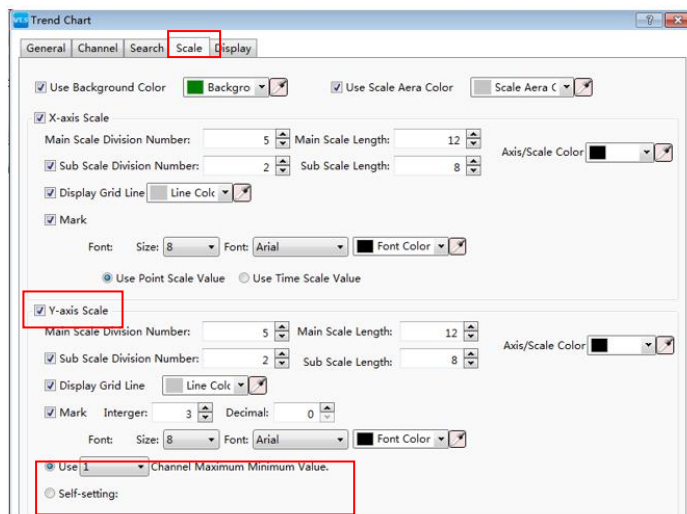 Trend Chart
General Channel Search Scale Display
Use Background Color Backgro Use Scale Aera Color Scale Aera C
X-axis Scale
Main Scale Division Number: 5 Main Scale Length: 12
Axis/Scale Color
Sub Scale Division Number: 2 Sub Scale Length: 8
Display Grid Line Line Colc
Mark
Font: Size: 8 Font: Arial Font Color
Use Point Scale Value Use Time Scale Value
Y-axis Scale
Main Scale Division Number: 5 Main Scale Length: 12
Axis/Scale Color
Sub Scale Division Number: 2 Sub Scale Length: 8
Display Grid Line Line Colc
Mark Interger: 3 Decimal: 0
Font: Size: 8 Font: Arial Font Color
Use 1 Channel Maximum Minimum Value.
Self-setting: